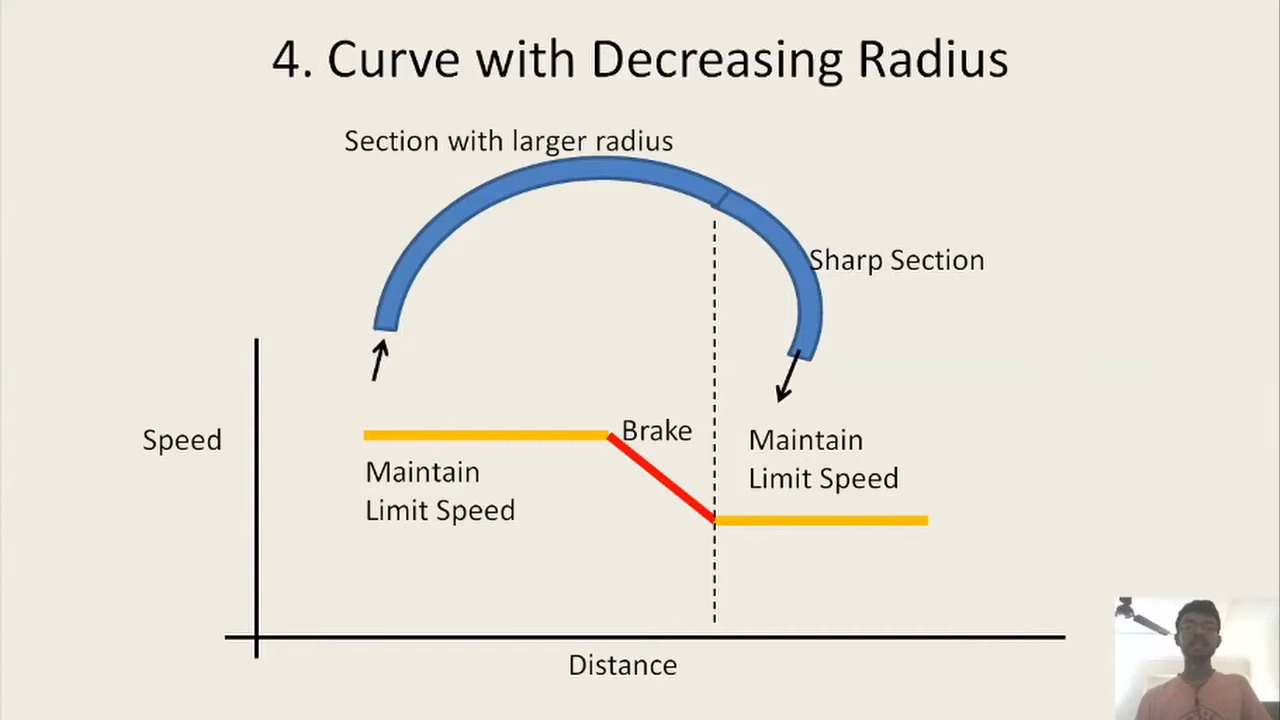 4. Curve with Decreasing Radius
Section with larger radius
Sharp Section
Speed
Brake
Maintain
Limit Speed
Maintain
Limit Speed
Distance